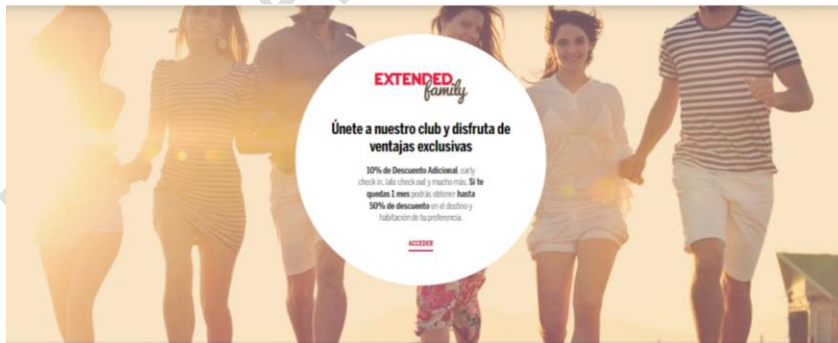 EXTENDED
family
Únete a nuestro club y disfruta de
ventajas exclusivas
10% de Descuento Adicional, early
check in, late check out y mucho más. Si te
quedas 1 mes podrás obtener hasta
50% de descuento en el destino y
habitación de tu preferencia.
ACCEDER